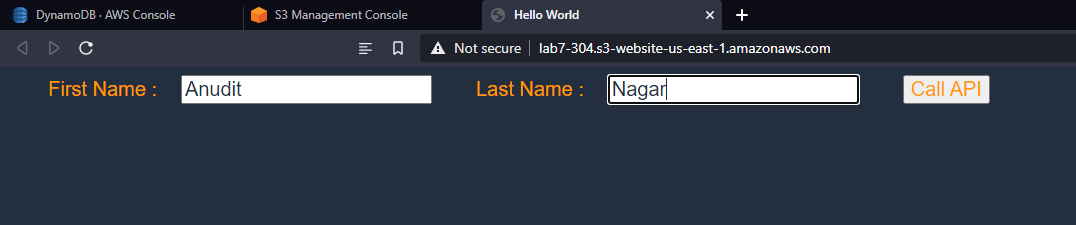 DynamoDB · AWS Console S3 Management Console Hello World
Not secure lab7-304.s3-website-us-east-1.amazonaws.com
First Name : Anudit Last Name : Nagar Call API